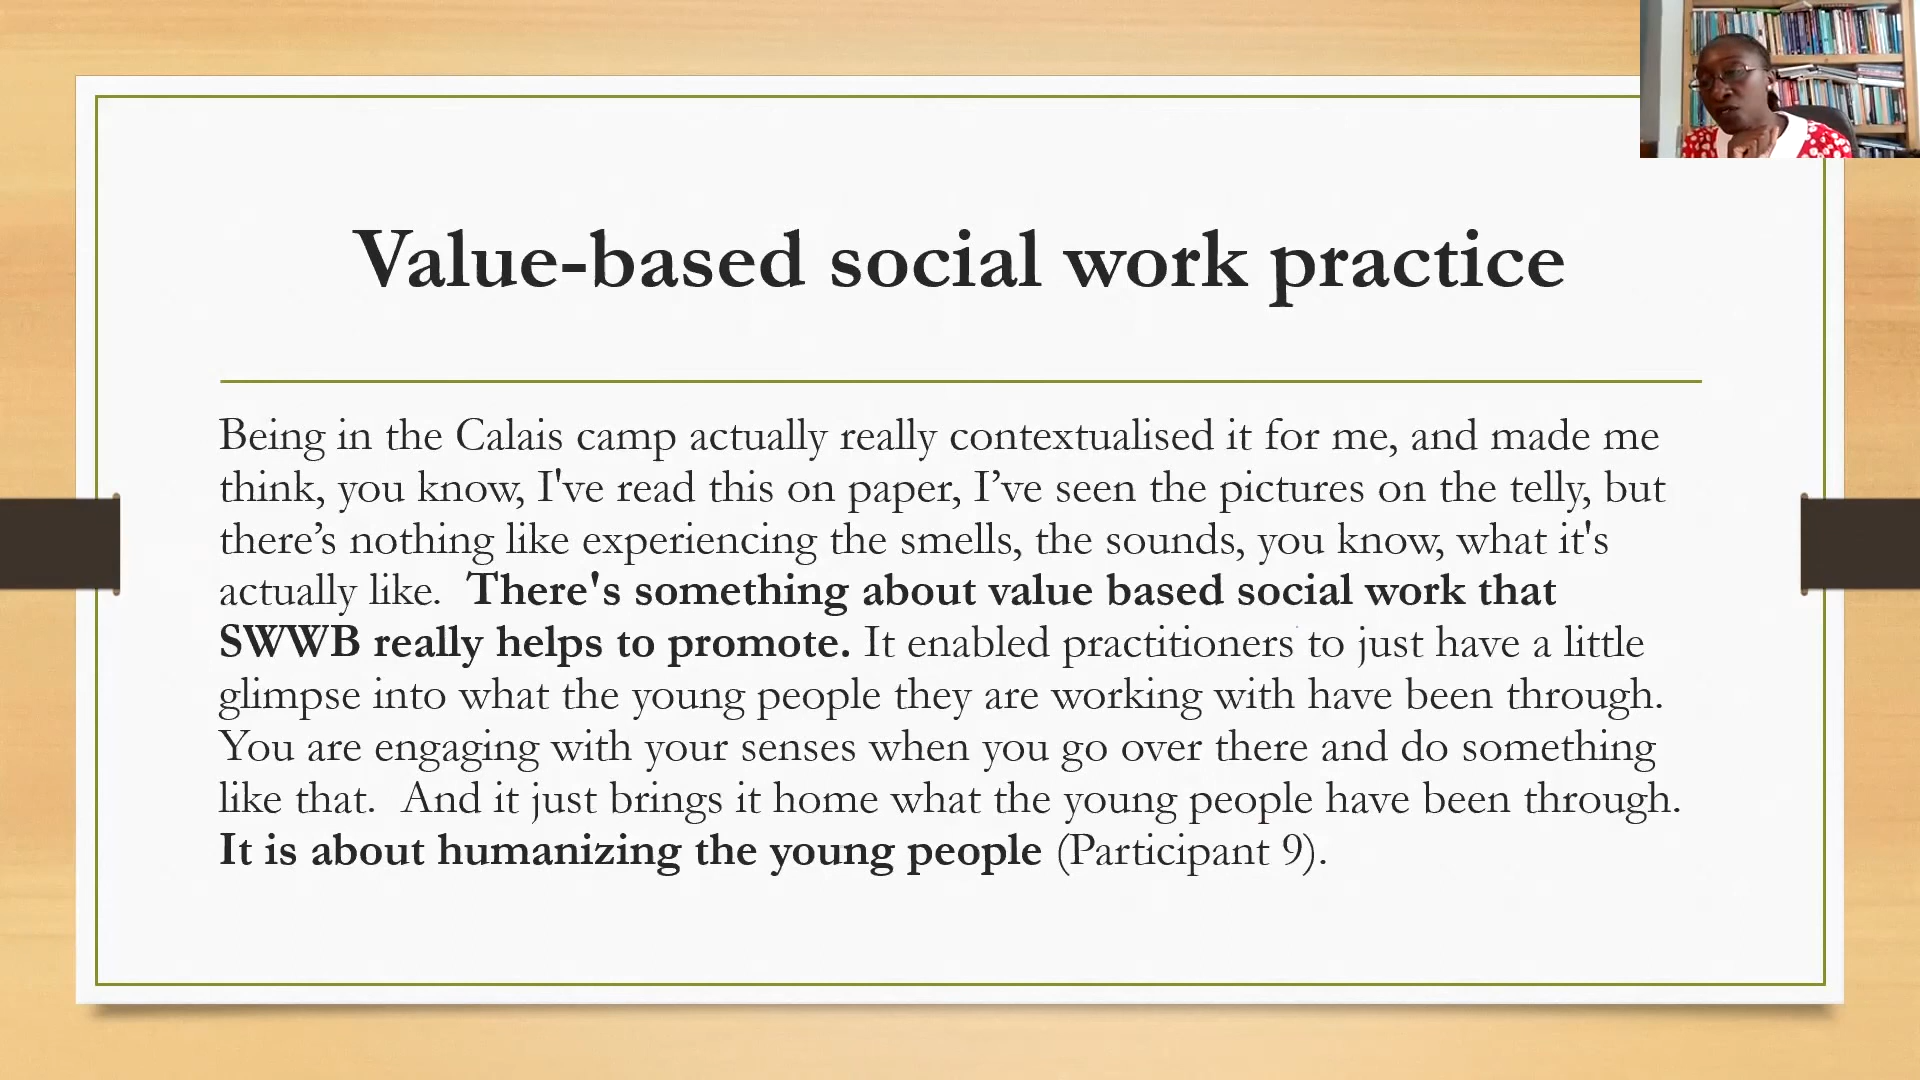 Value-based social work practice
Being in the Calais camp actually really contextualised it for me, and made me
think, you know, I've read this on paper, I’ve seen the pictures on the telly, but
there’s nothing like experiencing the smells, the sounds, you know, what it's
actually like.  There's something about value based social work that
SWWB really helps to promote. It enabled practitioners to just have a little
glimpse into what the young people they are working with have been through.
You are engaging with your senses when you go over there and do something
like that.  And it just brings it home what the young people have been through.
It is about humanizing the young people (Participant 9).